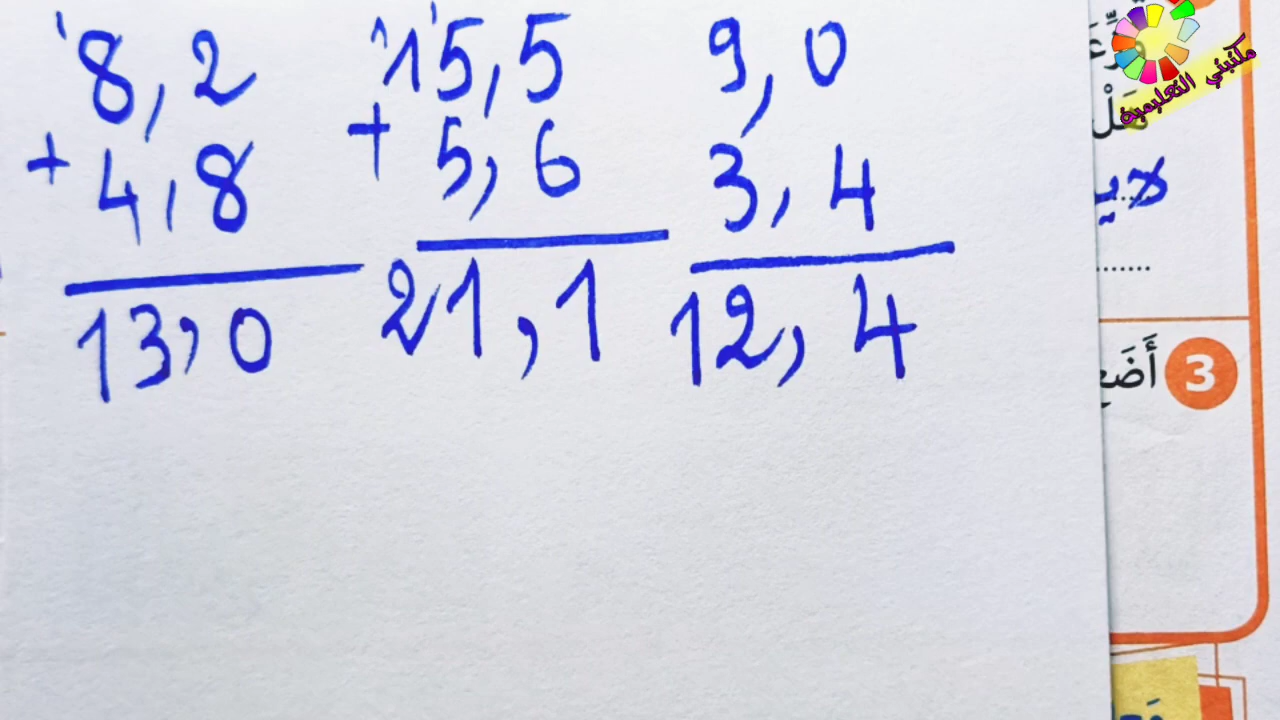 8,2 15,5 9,0
+ 4,8 + 5,6 3,4
13,0 21,1 12,4
مكتبتي التعليمية
3